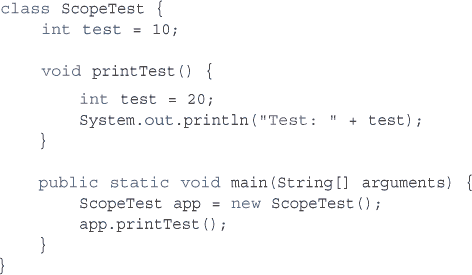 class ScopeTest {
    int test = 10;

    void printTest() {
        int test = 20;
        System.out.println("Test: " + test);
    }

    public static void main(String[] arguments) {
        ScopeTest app = new ScopeTest();
        app.printTest();
    }
}